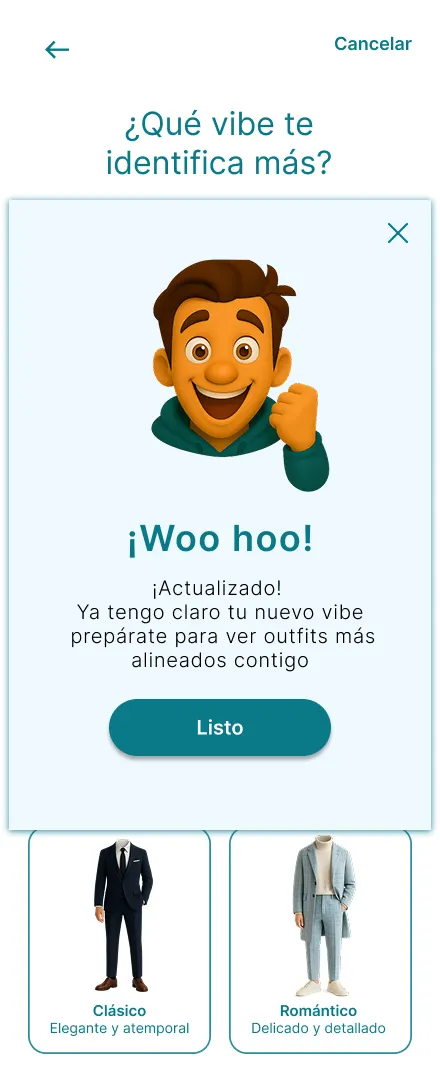 Cancelar
¿Qué vibe te
identifica más?
¡Woo hoo!
¡Actualizado!
Ya tengo claro tu nuevo vibe
prepárate para ver outfits más
alineados contigo
Listo
Clásico
Elegante y atemporal
Romántico
Delicado y detallado